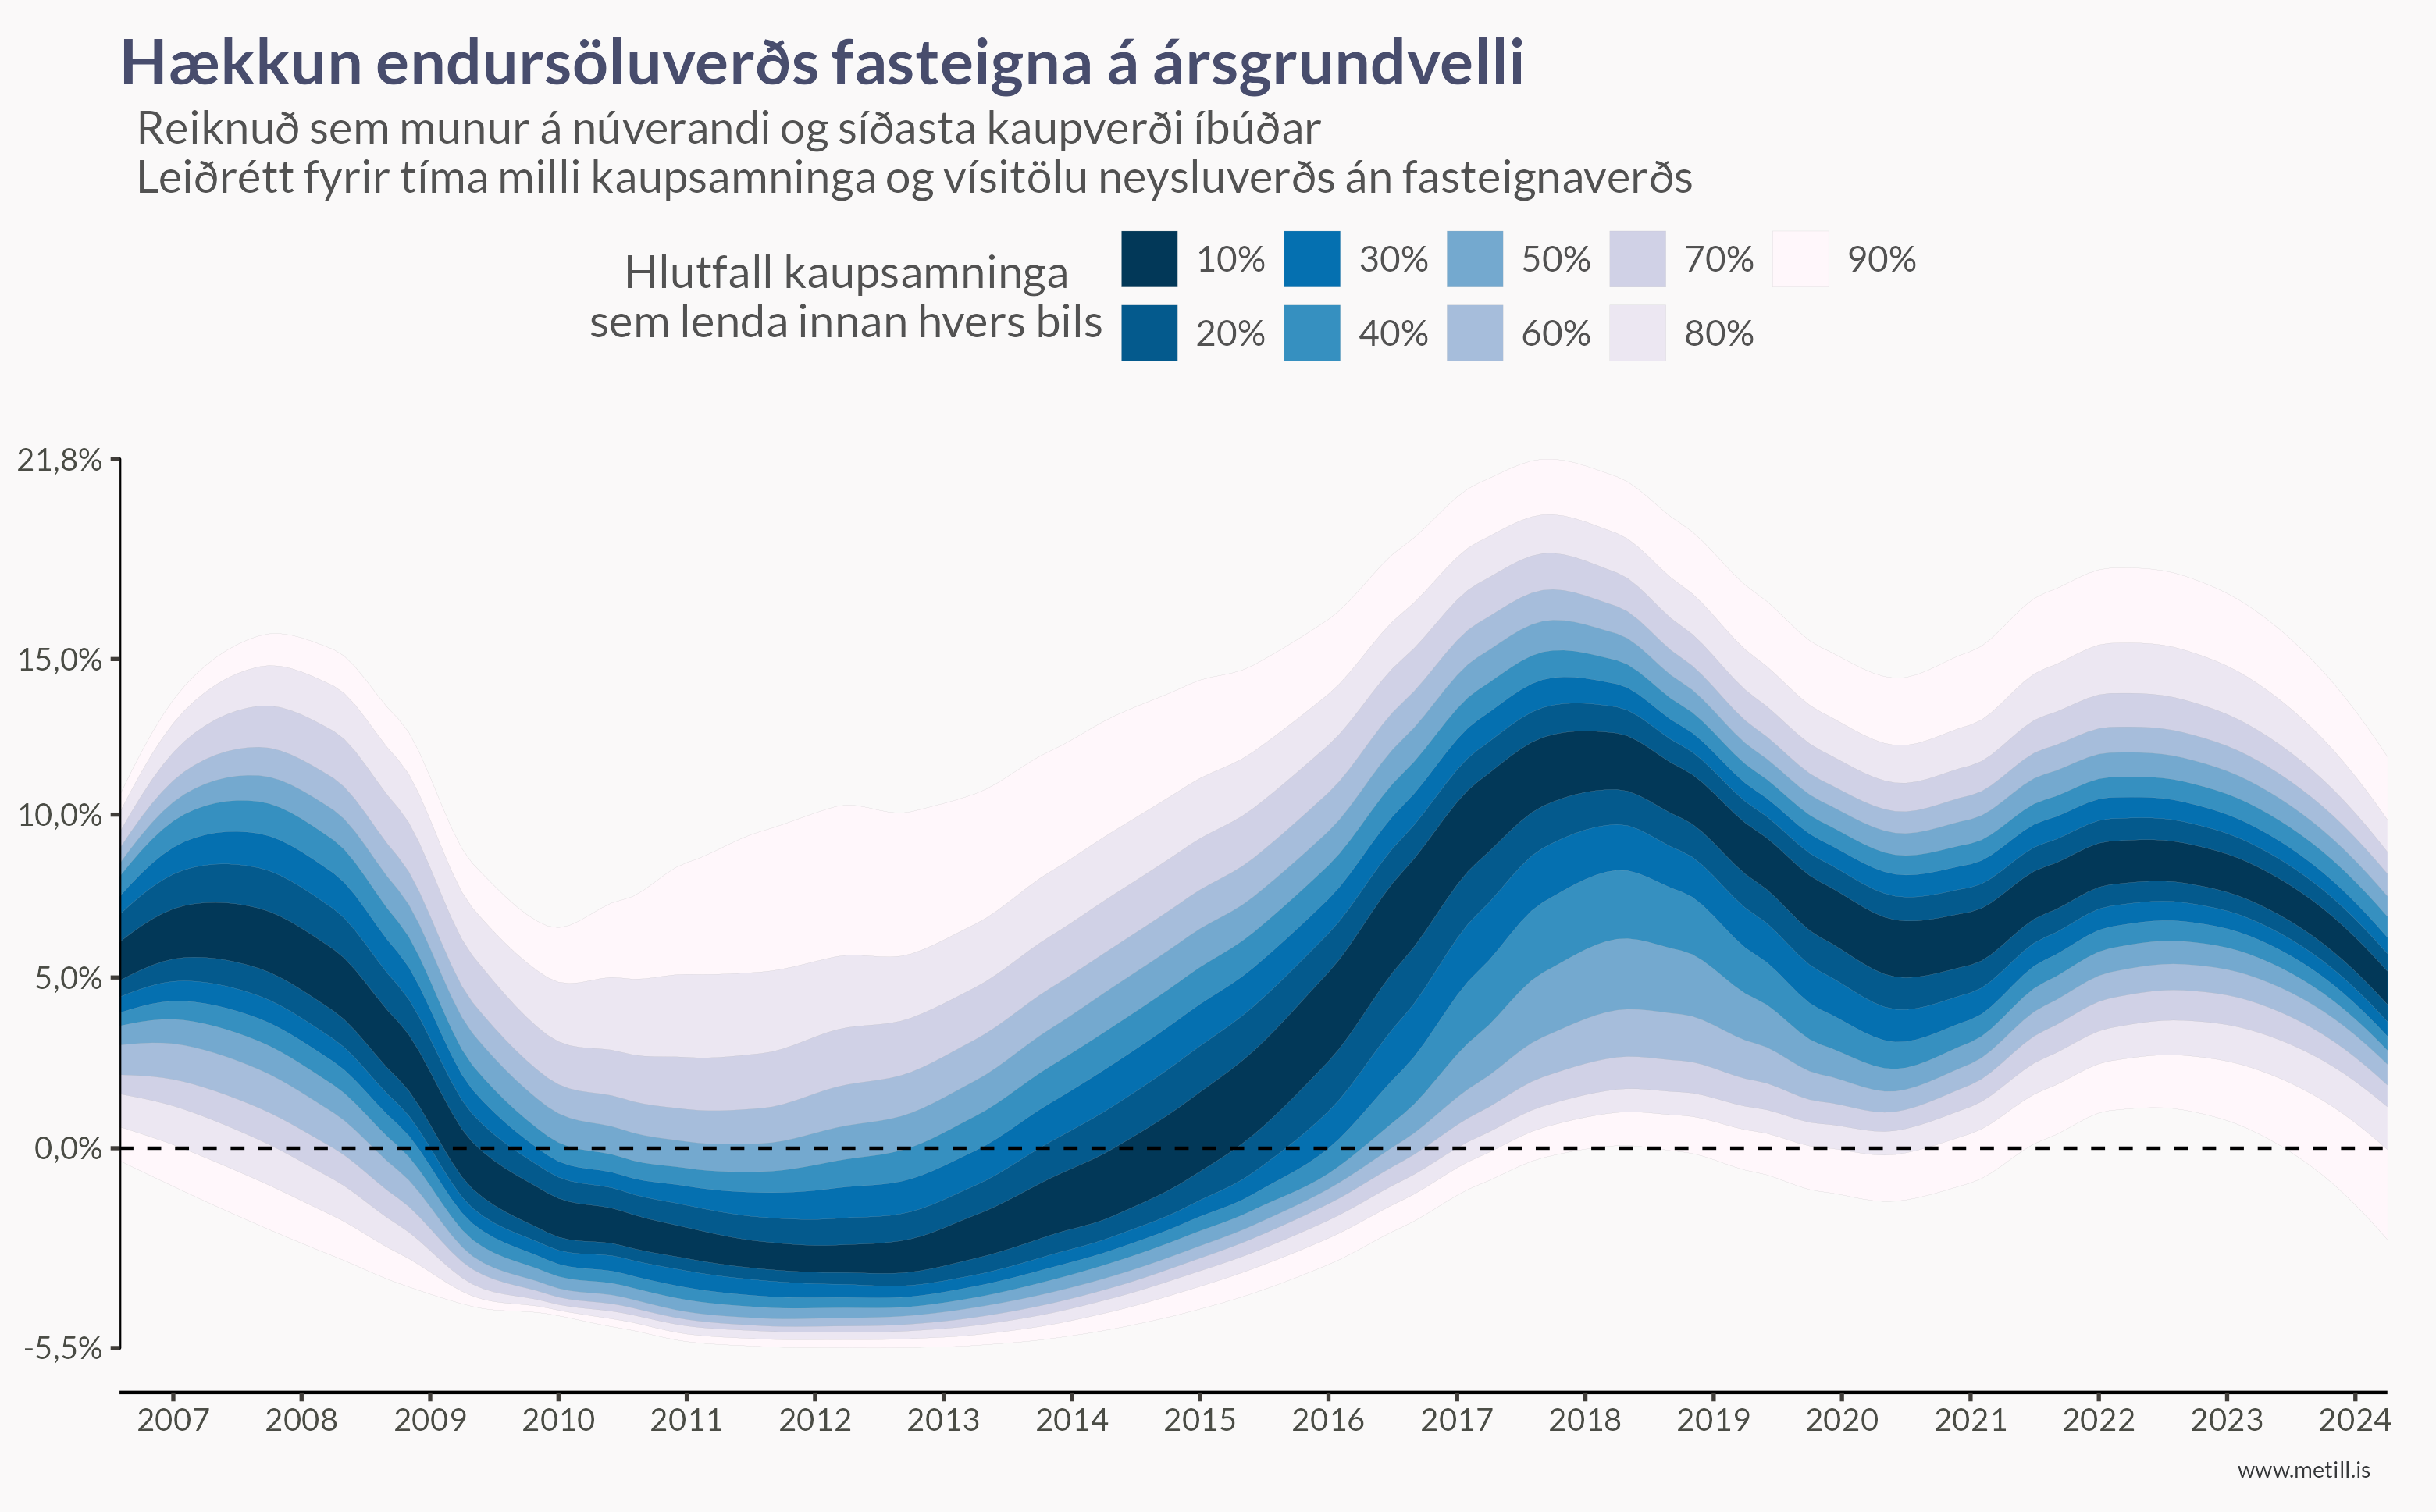 Hækkun endursöluverðs fasteigna á ársgrundvelli
Reiknuð sem munur á núverandi og síðasta kaupverði íbúðar
Leiðrétt fyrir tíma milli kaupsamninga og vísitölu neysluverðs án fasteignaverðs
Hlutfall kaupsamninga
sem lenda innan hvers bils
10% 30% 50% 70% 90%
20% 40% 60% 80%
21,8%
15,0%
10,0%
5,0%
0,0%
-5,5%
2007 2008 2009 2010 2011 2012 2013 2014 2015 2016 2017 2018 2019 2020 2021 2022 2023 2024
www.metill.is